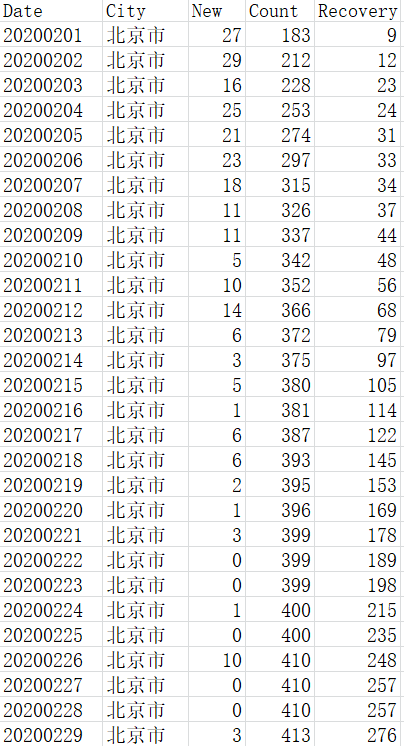 Date City New Count Recovery
20200201 北京市 27 183 9
20200202 北京市 29 212 12
20200203 北京市 16 228 23
20200204 北京市 25 253 24
20200205 北京市 21 274 31
20200206 北京市 23 297 33
20200207 北京市 18 315 34
20200208 北京市 11 326 37
20200209 北京市 11 337 44
20200210 北京市 5 342 48
20200211 北京市 10 352 56
20200212 北京市 14 366 68
20200213 北京市 6 372 79
20200214 北京市 3 375 97
20200215 北京市 5 380 105
20200216 北京市 1 381 114
20200217 北京市 6 387 122
20200218 北京市 6 393 145
20200219 北京市 2 395 153
20200220 北京市 1 396 169
20200221 北京市 3 399 178
20200222 北京市 0 399 189
20200223 北京市 0 399 198
20200224 北京市 1 400 215
20200225 北京市 0 400 235
20200226 北京市 10 410 248
20200227 北京市 0 410 257
20200228 北京市 0 410 257
20200229 北京市 3 413 276